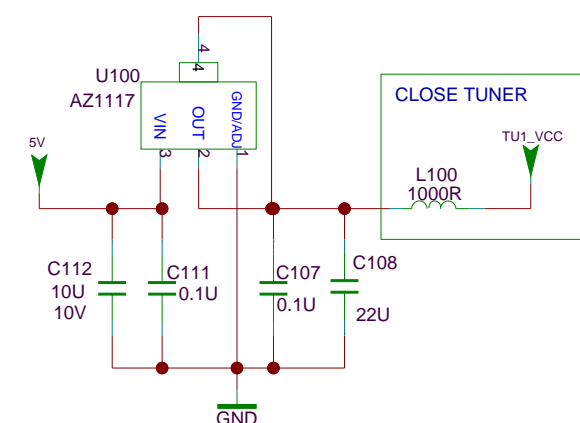 4
4
U100
AZ1117
VIN
OUT
GND/ADJ
3
2
1
5V
CLOSE TUNER
TU1_VCC
L100
1000R
C112
10U
10V
C111
0.1U
C107
0.1U
C108
22U
GND